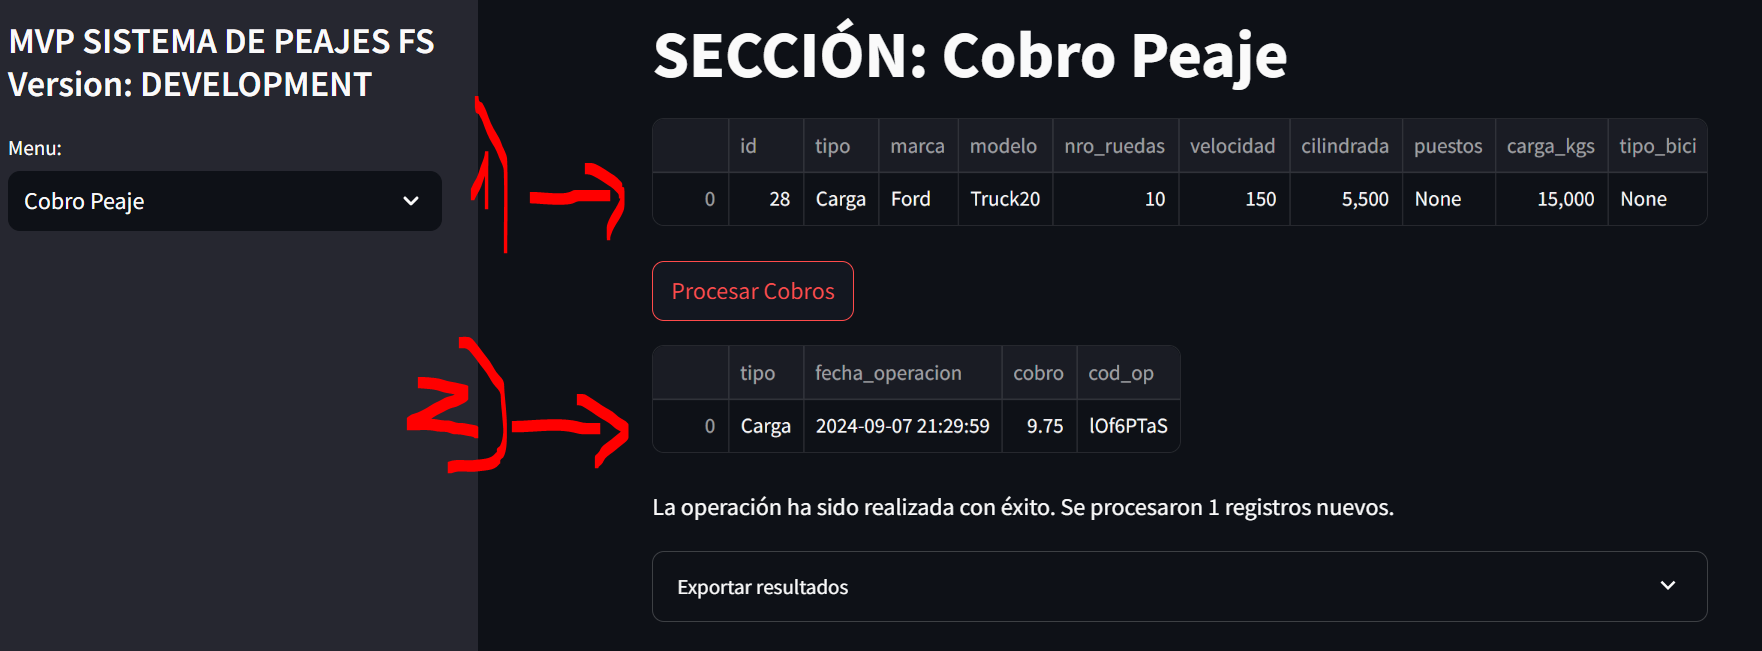 MVP SISTEMA DE PEAJES FS
Version: DEVELOPMENT
Menu:
Cobro Peaje
1)
2)
SECCIÓN: Cobro Peaje
id tipo marca modelo nro_ruedas velocidad cilindrada puestos carga_kgs tipo_bici
0 28 Carga Ford Truck20 10 150 5,500 None 15,000 None
Procesar Cobros
tipo fecha_operacion cobro cod_op
0 Carga 2024-09-07 21:29:59 9.75 lOf6PTaS
La operación ha sido realizada con éxito. Se procesaron 1 registros nuevos.
Exportar resultados